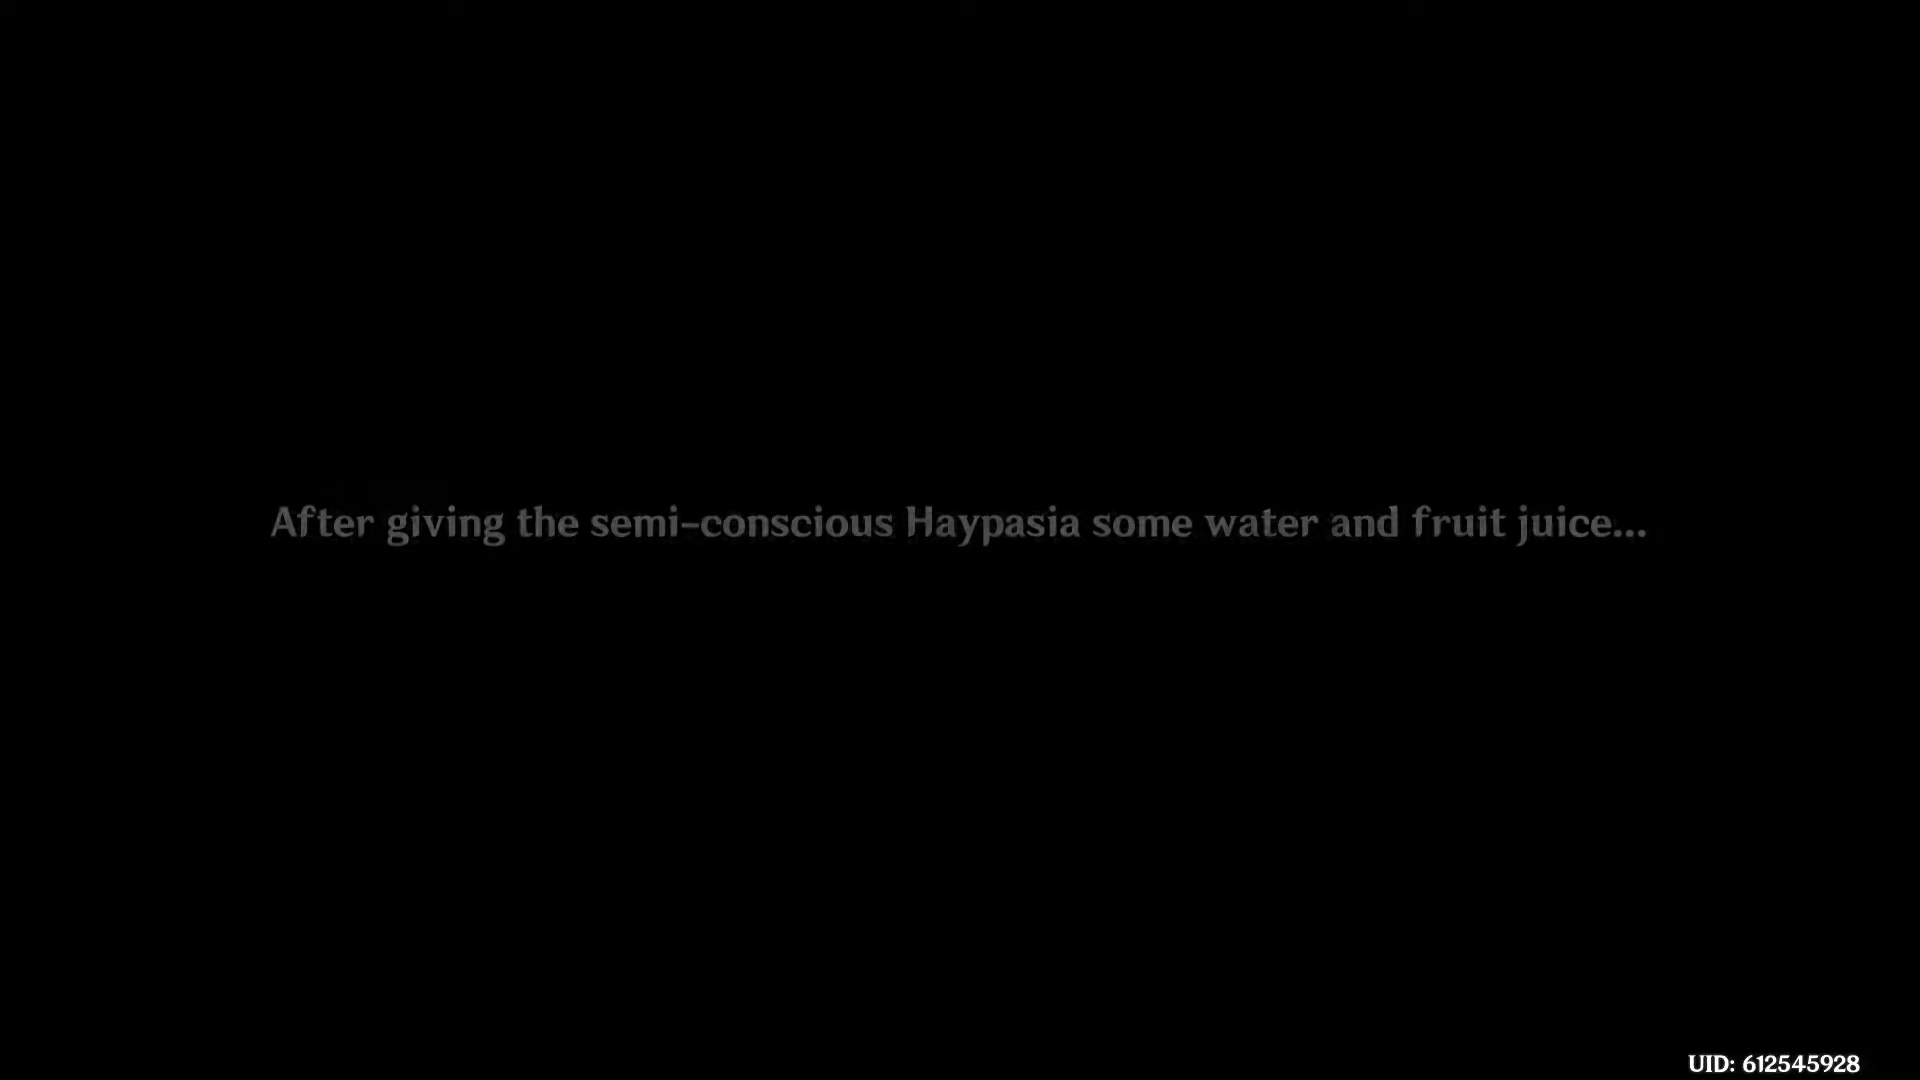 After giving the semi-conscious Haypasia some water and fruit juice...
UID: 612545928